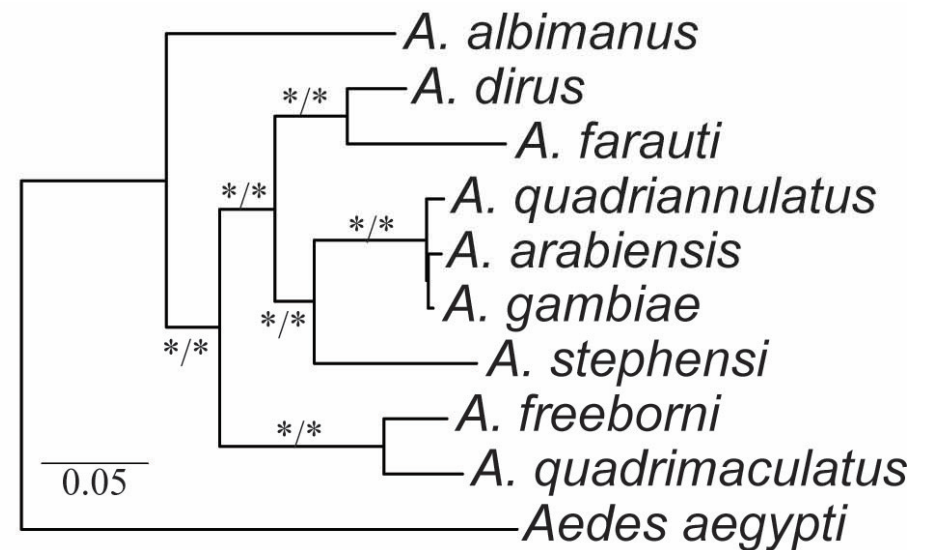 A. albimanus
*/*
A. dirus
A. farauti
*/*
A. quadriannulatus
*/*
A. arabiensis
A. gambiae
*/*
*/*
A. stephensi
A. freeborni
*/*
A. quadrimaculatus
0.05
Aedes aegypti